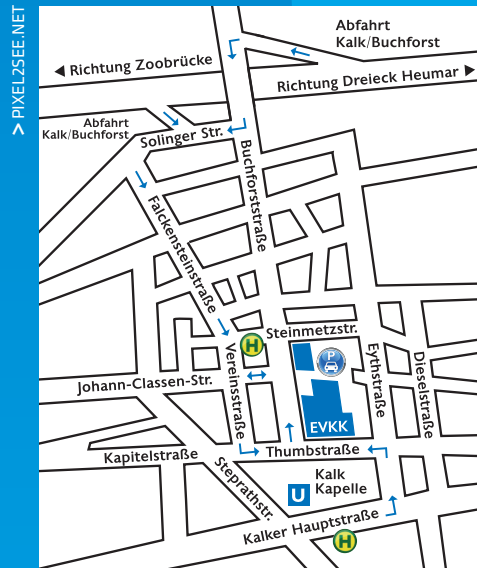 > PIXEL2SEE.NET
Abfahrt
Kalk/Buchforst
Richtung Zoobrücke
Richtung Dreieck Heumar
Abfahrt
Kalk/Buchforst
Solinger Str.
Buchforststraße
Falckensteinstraße
Steinmetzstr.
H
P
Vereinsstraße
Eythstraße
Dieselstraße
Johann-Classen-Str.
EVKK
Kapitelstraße
Thumbstraße
Steprathstr.
U
Kalk
Kapelle
Kalker Hauptstraße
H